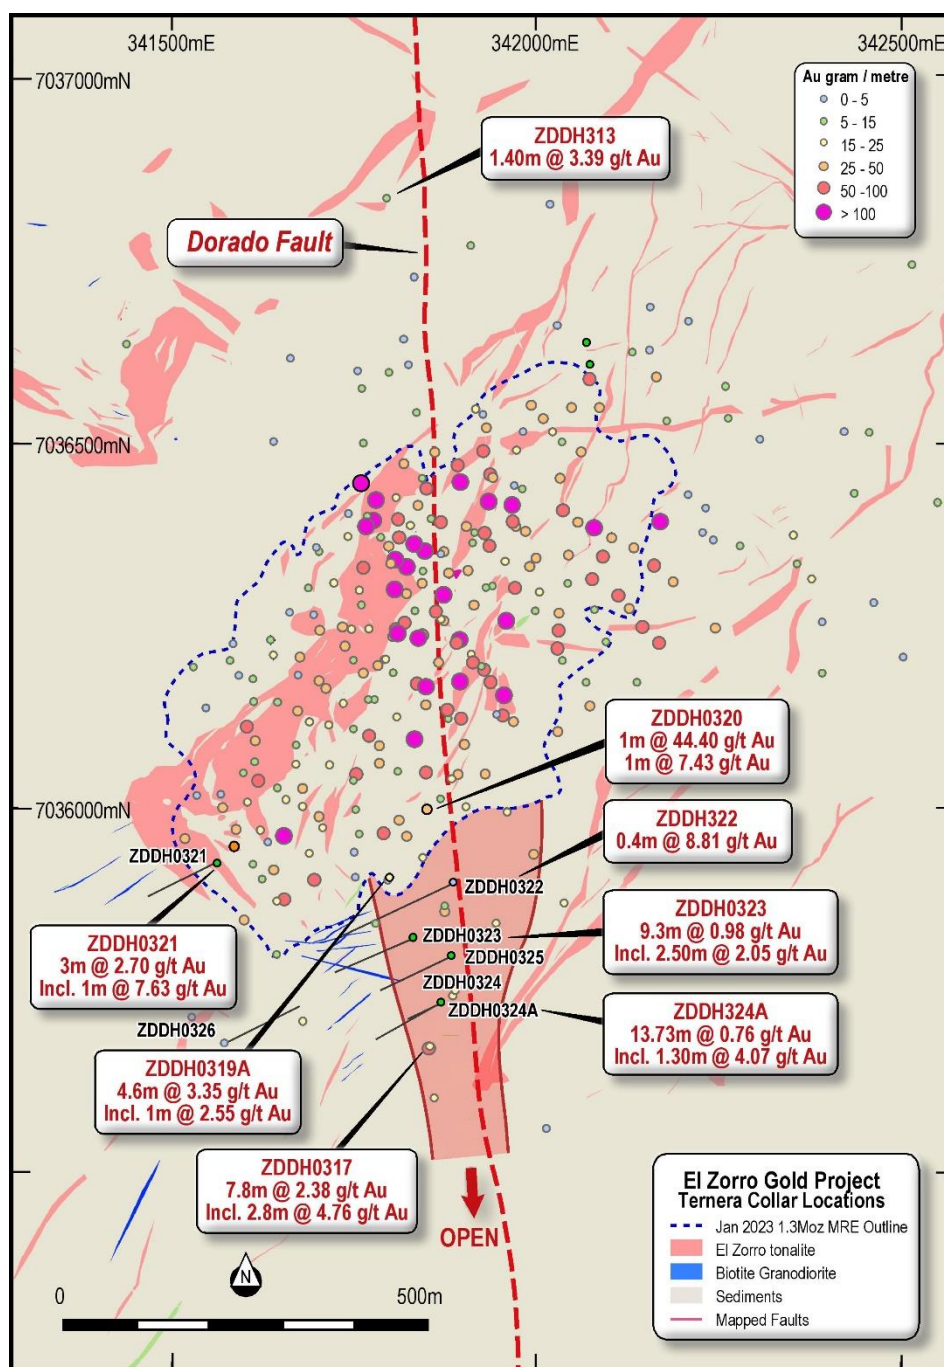 341500mE
342000mE
342500mE
7037000mN
Au gram / metre
0 - 5
5 - 15
15 - 25
25 - 50
50 -100
> 100
ZDDH313
1.40m @ 3.39 g/t Au
Dorado Fault
7036500mN
ZDDH0320
1m @ 44.40 g/t Au
1m @ 7.43 g/t Au
7036000mN
ZDDH322
0.4m @ 8.81 g/t Au
ZDDH0321
ZDDH0322
ZDDH0323
9.3m @ 0.98 g/t Au
Incl. 2.50m @ 2.05 g/t Au
ZDDH0323
ZDDH0325
ZDDH0321
3m @ 2.70 g/t Au
Incl. 1m @ 7.63 g/t Au
ZDDH0324
ZDDH0324A
ZDDH324A
13.73m @ 0.76 g/t Au
Incl. 1.30m @ 4.07 g/t Au
ZDDH0326
ZDDH0319A
4.6m @ 3.35 g/t Au
Incl. 1m @ 2.55 g/t Au
ZDDH0317
7.8m @ 2.38 g/t Au
Incl. 2.8m @ 4.76 g/t Au
OPEN
N
0
500m
El Zorro Gold Project
Ternera Collar Locations
Jan 2023 1.3Moz MRE Outline
El Zorro tonalite
Biotite Granodiorite
Sediments
Mapped Faults